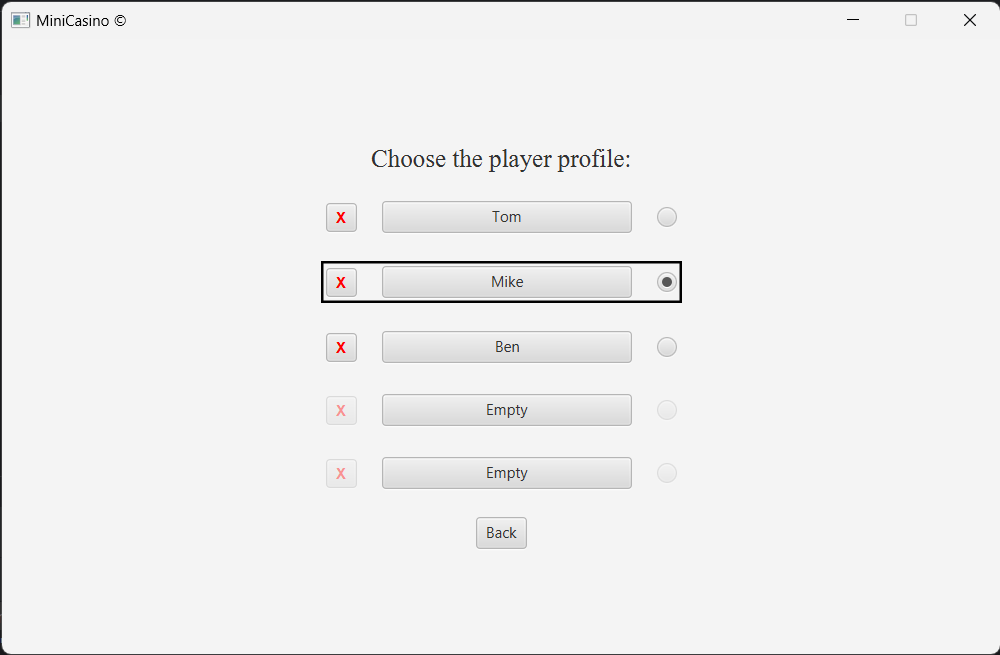 MiniCasino ©
Choose the player profile:
X Tom
X Mike
X Ben
X Empty
X Empty
Back